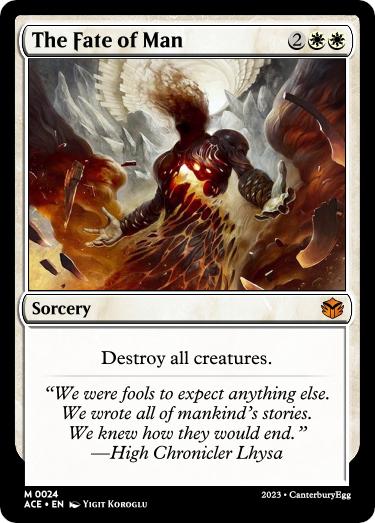 The Fate of Man 2
Sorcery
Destroy all creatures.
“We were fools to expect anything else.
We wrote all of mankind’s stories.
We knew how they would end.”
—High Chronicler Lhysa
M 0024
ACE • EN Yigit Koroglu
2023 • CanterburyEgg